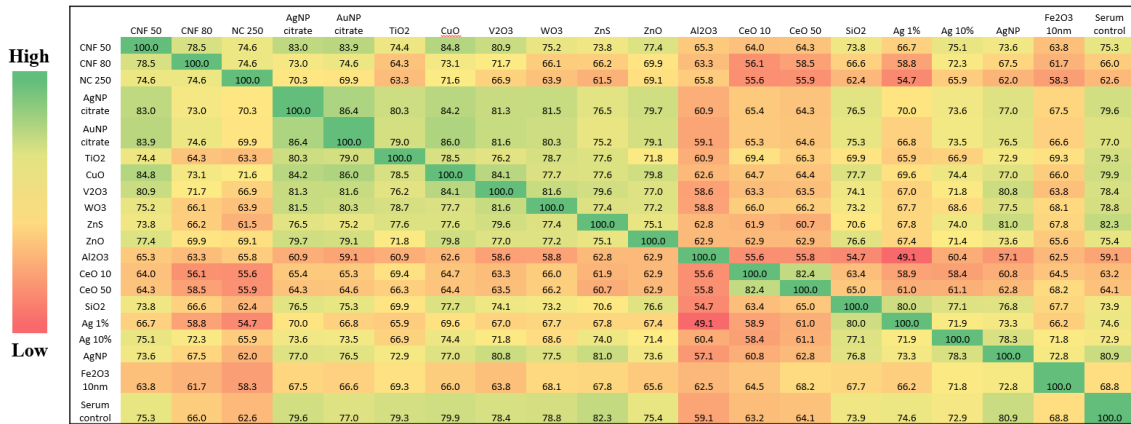 High
Low
CNF 50 CNF 80 NC 250 AgNP citrate AuNP citrate TiO2 CuO V2O3 WO3 ZnS ZnO Al2O3 CeO 10 CeO 50 SiO2 Ag 1% Ag 10% AgNP Fe2O3 10nm Serum control
CNF 50 100.0 78.5 74.6 83.0 83.9 74.4 84.8 80.9 75.2 73.8 77.4 65.3 64.0 64.3 73.8 66.7 75.1 73.6 63.8 75.3
CNF 80 78.5 100.0 74.6 73.0 74.6 64.3 73.1 71.7 66.1 66.2 69.9 63.3 56.1 58.5 66.6 58.8 72.3 67.5 61.7 66.0
NC 250 74.6 74.6 100.0 70.3 69.9 63.3 71.6 66.9 63.9 61.5 69.1 65.8 55.6 55.9 62.4 54.7 65.9 62.0 58.3 62.6
AgNP citrate 83.0 73.0 70.3 100.0 86.4 80.3 84.2 81.3 81.5 76.5 79.7 60.9 65.4 64.3 76.5 70.0 73.6 77.0 67.5 79.6
AuNP citrate 83.9 74.6 69.9 86.4 100.0 79.0 86.0 81.6 80.3 75.2 79.1 59.1 65.3 64.6 75.3 66.8 73.5 76.5 66.6 77.0
TiO2 74.4 64.3 63.3 80.3 79.0 100.0 78.5 76.2 78.7 77.6 71.8 60.9 69.4 66.3 69.9 65.9 66.9 72.9 69.3 79.3
CuO 84.8 73.1 71.6 84.2 86.0 78.5 100.0 84.1 77.7 77.6 79.8 62.6 64.7 64.4 77.7 69.6 74.4 77.0 66.0 79.9
V2O3 80.9 71.7 66.9 81.3 81.6 76.2 84.1 100.0 81.6 79.6 77.0 58.6 63.3 63.5 74.1 67.0 71.8 80.8 63.8 78.4
WO3 75.2 66.1 63.9 81.5 80.3 78.7 77.7 81.6 100.0 77.4 77.2 58.8 66.0 66.2 73.2 67.7 68.6 77.5 68.1 78.8
ZnS 73.8 66.2 61.5 76.5 75.2 77.6 77.6 79.6 77.4 100.0 75.1 62.8 61.9 60.7 70.6 67.8 74.0 81.0 67.8 82.3
ZnO 77.4 69.9 69.1 79.7 79.1 71.8 79.8 77.0 77.2 75.1 100.0 62.9 62.9 62.9 76.6 67.4 71.4 73.6 65.6 75.4
Al2O3 65.3 63.3 65.8 60.9 59.1 60.9 62.6 58.6 58.8 62.8 62.9 100.0 55.6 55.8 54.7 49.1 60.4 57.1 62.5 59.1
CeO 10 64.0 56.1 55.6 65.4 65.3 69.4 64.7 63.3 66.0 61.9 62.9 55.6 100.0 82.4 63.4 58.9 58.4 60.8 64.5 63.2
CeO 50 64.3 58.5 55.9 64.3 64.6 66.3 64.4 63.5 66.2 60.7 62.9 55.8 82.4 100.0 65.0 61.0 61.1 62.8 68.2 64.1
SiO2 73.8 66.6 62.4 76.5 75.3 69.9 77.7 74.1 73.2 70.6 76.6 54.7 63.4 65.0 100.0 80.0 77.1 76.8 67.7 73.9
Ag 1% 66.7 58.8 54.7 70.0 66.8 65.9 69.6 67.0 67.7 67.8 67.4 49.1 58.9 61.0 80.0 100.0 71.9 73.3 66.2 74.6
Ag 10% 75.1 72.3 65.9 73.6 73.5 66.9 74.4 71.8 68.6 74.0 71.4 60.4 58.4 61.1 77.1 71.9 100.0 78.3 71.8 72.9
AgNP 73.6 67.5 62.0 77.0 76.5 72.9 77.0 80.8 77.5 81.0 73.6 57.1 60.8 62.8 76.8 73.3 78.3 100.0 72.8 80.9
Fe2O3 10nm 63.8 61.7 58.3 67.5 66.6 69.3 66.0 63.8 68.1 67.8 65.6 62.5 64.5 68.2 67.7 66.2 71.8 72.8 100.0 68.8
Serum control 75.3 66.0 62.6 79.6 77.0 79.3 79.9 78.4 78.8 82.3 75.4 59.1 63.2 64.1 73.9 74.6 72.9 80.9 68.8 100.0